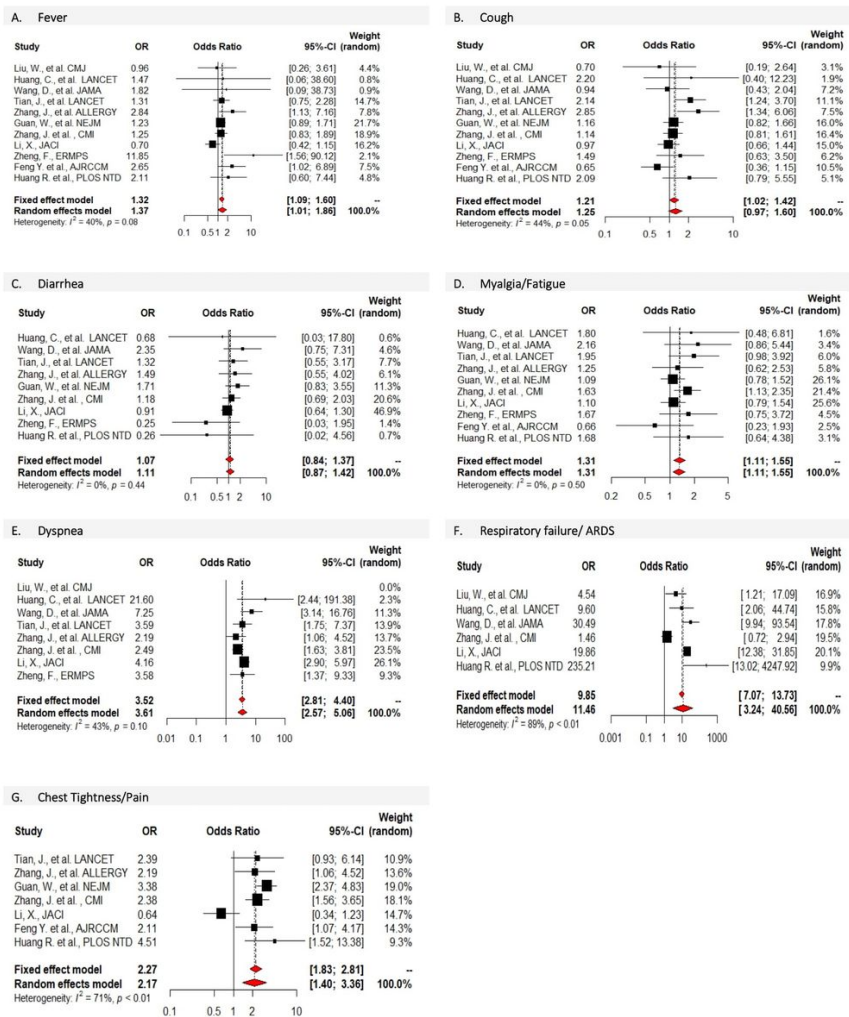 A. Fever
Weight
Study OR Odds Ratio 95%-CI (random)
Liu, W., et al. CMJ 0.96 [0.26; 3.61] 4.4%
Huang, C., et al. LANCET 1.47 [0.06; 38.60] 0.8%
Wang, D., et al. JAMA 1.82 [0.09; 38.73] 0.9%
Tian, J., et al. LANCET 1.31 [0.75; 2.28] 14.7%
Zhang, J., et al. ALLERGY 2.84 [1.13; 7.16] 7.8%
Guan, W., et al. NEJM 1.23 [0.89; 1.71] 21.7%
Zhang, J. et al. , CMI 1.25 [0.83; 1.89] 18.9%
Li, X., JACI 0.70 [0.42; 1.15] 16.2%
Zheng, F., ERMPS 11.85 [1.56; 90.12] 2.1%
Feng Y. et al., AJRCCM 2.65 [1.02; 6.89] 7.5%
Huang R. et al., PLOS NTD 2.11 [0.60; 7.44] 4.8%
Fixed effect model 1.32 [1.09; 1.60] --
Random effects model 1.37 [1.01; 1.86] 100.0%
Heterogeneity: I² = 40%, p = 0.08
0.1 0.5 1 2 10
B. Cough
Weight
Study OR Odds Ratio 95%-CI (random)
Liu, W., et al. CMJ 0.70 [0.19; 2.64] 3.1%
Huang, C., et al. LANCET 2.20 [0.40; 12.23] 1.9%
Wang, D., et al. JAMA 0.94 [0.43; 2.04] 7.7%
Tian, J., et al. LANCET 2.14 [1.24; 3.70] 11.1%
Zhang, J., et al. ALLERGY 2.85 [1.34; 6.06] 7.5%
Guan, W., et al. NEJM 1.16 [0.82; 1.66] 16.0%
Zhang, J. et al. , CMI 1.14 [0.81; 1.61] 16.4%
Li, X., JACI 0.97 [0.66; 1.44] 14.4%
Zheng, F., ERMPS 1.49 [0.63; 3.50] 6.2%
Feng Y. et al., AJRCCM 0.65 [0.36; 1.15] 10.5%
Huang R. et al., PLOS NTD 2.09 [0.79; 5.55] 5.1%
Fixed effect model 1.21 [1.02; 1.42] --
Random effects model 1.25 [0.97; 1.60] 100.0%
Heterogeneity: I² = 44%, p = 0.05
0.1 0.5 1 2 10
C. Diarrhea
Weight
Study OR Odds Ratio 95%-CI (random)
Huang, C., et al. LANCET 0.68 [0.03; 17.80] 0.6%
Wang, D., et al. JAMA 2.35 [0.75; 7.31] 4.6%
Tian, J., et al. LANCET 1.32 [0.55; 3.17] 7.7%
Zhang, J., et al. ALLERGY 1.49 [0.55; 4.02] 6.1%
Guan, W., et al. NEJM 1.71 [0.83; 3.55] 11.3%
Zhang, J. et al. , CMI 1.18 [0.69; 2.03] 20.6%
Li, X., JACI 0.91 [0.64; 1.30] 46.9%
Zheng, F., ERMPS 0.25 [0.03; 1.95] 1.4%
Huang R. et al., PLOS NTD 0.26 [0.02; 4.56] 0.7%
Fixed effect model 1.07 [0.84; 1.37] --
Random effects model 1.11 [0.87; 1.42] 100.0%
Heterogeneity: I² = 0%, p = 0.44
0.1 0.5 1 2 10
D. Myalgia/Fatigue
Weight
Study OR Odds Ratio 95%-CI (random)
Huang, C., et al. LANCET 1.80 [0.48; 6.81] 1.6%
Wang, D., et al. JAMA 2.16 [0.86; 5.44] 3.4%
Tian, J., et al. LANCET 1.95 [0.98; 3.92] 6.0%
Zhang, J., et al. ALLERGY 1.25 [0.62; 2.53] 5.8%
Guan, W., et al. NEJM 1.09 [0.78; 1.52] 26.1%
Zhang, J. et al. , CMI 1.63 [1.13; 2.35] 21.4%
Li, X., JACI 1.10 [0.79; 1.54] 25.6%
Zheng, F., ERMPS 1.67 [0.75; 3.72] 4.5%
Feng Y. et al., AJRCCM 0.66 [0.23; 1.93] 2.5%
Huang R. et al., PLOS NTD 1.68 [0.64; 4.38] 3.1%
Fixed effect model 1.31 [1.11; 1.55] --
Random effects model 1.31 [1.11; 1.55] 100.0%
Heterogeneity: I² = 0%, p = 0.50
0.2 0.5 1 2 5
E. Dyspnea
Weight
Study OR Odds Ratio 95%-CI (random)
Liu, W., et al. CMJ 0.0%
Huang, C., et al. LANCET 21.60 [2.44; 191.38] 2.3%
Wang, D., et al. JAMA 7.25 [3.14; 16.76] 11.3%
Tian, J., et al. LANCET 3.59 [1.75; 7.37] 13.9%
Zhang, J., et al. ALLERGY 2.19 [1.06; 4.52] 13.7%
Zhang, J. et al. , CMI 2.49 [1.63; 3.81] 23.5%
Li, X., JACI 4.16 [2.90; 5.97] 26.1%
Zheng, F., ERMPS 3.58 [1.37; 9.33] 9.3%
Fixed effect model 3.52 [2.81; 4.40] --
Random effects model 3.61 [2.57; 5.06] 100.0%
Heterogeneity: I² = 43%, p = 0.10
0.01 0.1 1 10 100
F. Respiratory failure/ ARDS
Weight
Study OR Odds Ratio 95%-CI (random)
Liu, W., et al. CMJ 4.54 [ 1.21; 17.09] 16.9%
Huang, C., et al. LANCET 9.60 [ 2.06; 44.74] 15.8%
Wang, D., et al. JAMA 30.49 [ 9.94; 93.54] 17.8%
Zhang, J. et al. , CMI 1.46 [ 0.72; 2.94] 19.5%
Li, X., JACI 19.86 [12.38; 31.85] 20.1%
Huang R. et al., PLOS NTD 235.21 [13.02; 4247.92] 9.9%
Fixed effect model 9.85 [ 7.07; 13.73] --
Random effects model 11.46 [ 3.24; 40.56] 100.0%
Heterogeneity: I² = 89%, p < 0.01
0.001 0.1 1 10 1000
G. Chest Tightness/Pain
Weight
Study OR Odds Ratio 95%-CI (random)
Tian, J., et al. LANCET 2.39 [0.93; 6.14] 10.9%
Zhang, J., et al. ALLERGY 2.19 [1.06; 4.52] 13.6%
Guan, W., et al. NEJM 3.38 [2.37; 4.83] 19.0%
Zhang, J. et al. , CMI 2.38 [1.56; 3.65] 18.1%
Li, X., JACI 0.64 [0.34; 1.23] 14.7%
Feng Y. et al., AJRCCM 2.11 [1.07; 4.17] 14.3%
Huang R. et al., PLOS NTD 4.51 [1.52; 13.38] 9.3%
Fixed effect model 2.27 [1.83; 2.81] --
Random effects model 2.17 [1.40; 3.36] 100.0%
Heterogeneity: I² = 71%, p < 0.01
0.1 0.5 1 2 10